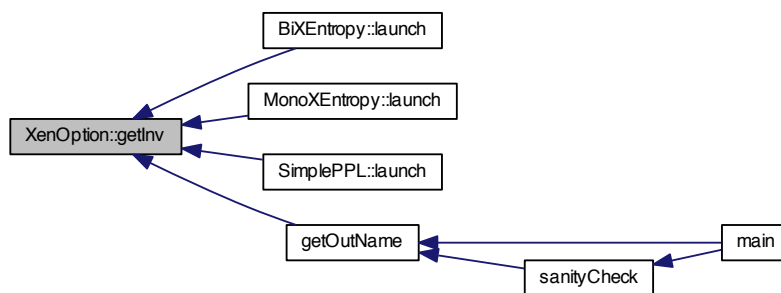 BiXEntropy::launch
MonoXEntropy::launch
XenOption::getInv
SimplePPL::launch
getOutName
main
sanityCheck